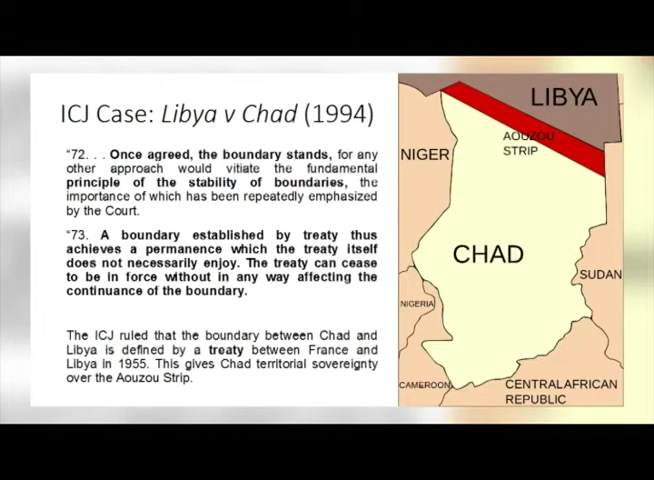 ICJ Case: Libya v Chad (1994)
“72. . . Once agreed, the boundary stands, for any
other approach would vitiate the fundamental
principle of the stability of boundaries, the
importance of which has been repeatedly emphasized
by the Court.
“73. A boundary established by treaty thus
achieves a permanence which the treaty itself
does not necessarily enjoy. The treaty can cease
to be in force without in any way affecting the
continuance of the boundary.
The ICJ ruled that the boundary between Chad and
Libya is defined by a treaty between France and
Libya in 1955. This gives Chad territorial sovereignty
over the Aouzou Strip.
LIBYA
AOUZOU
STRIP
NIGER
CHAD
SUDAN
NIGERIA
CAMEROON
CENTRAL AFRICAN
REPUBLIC